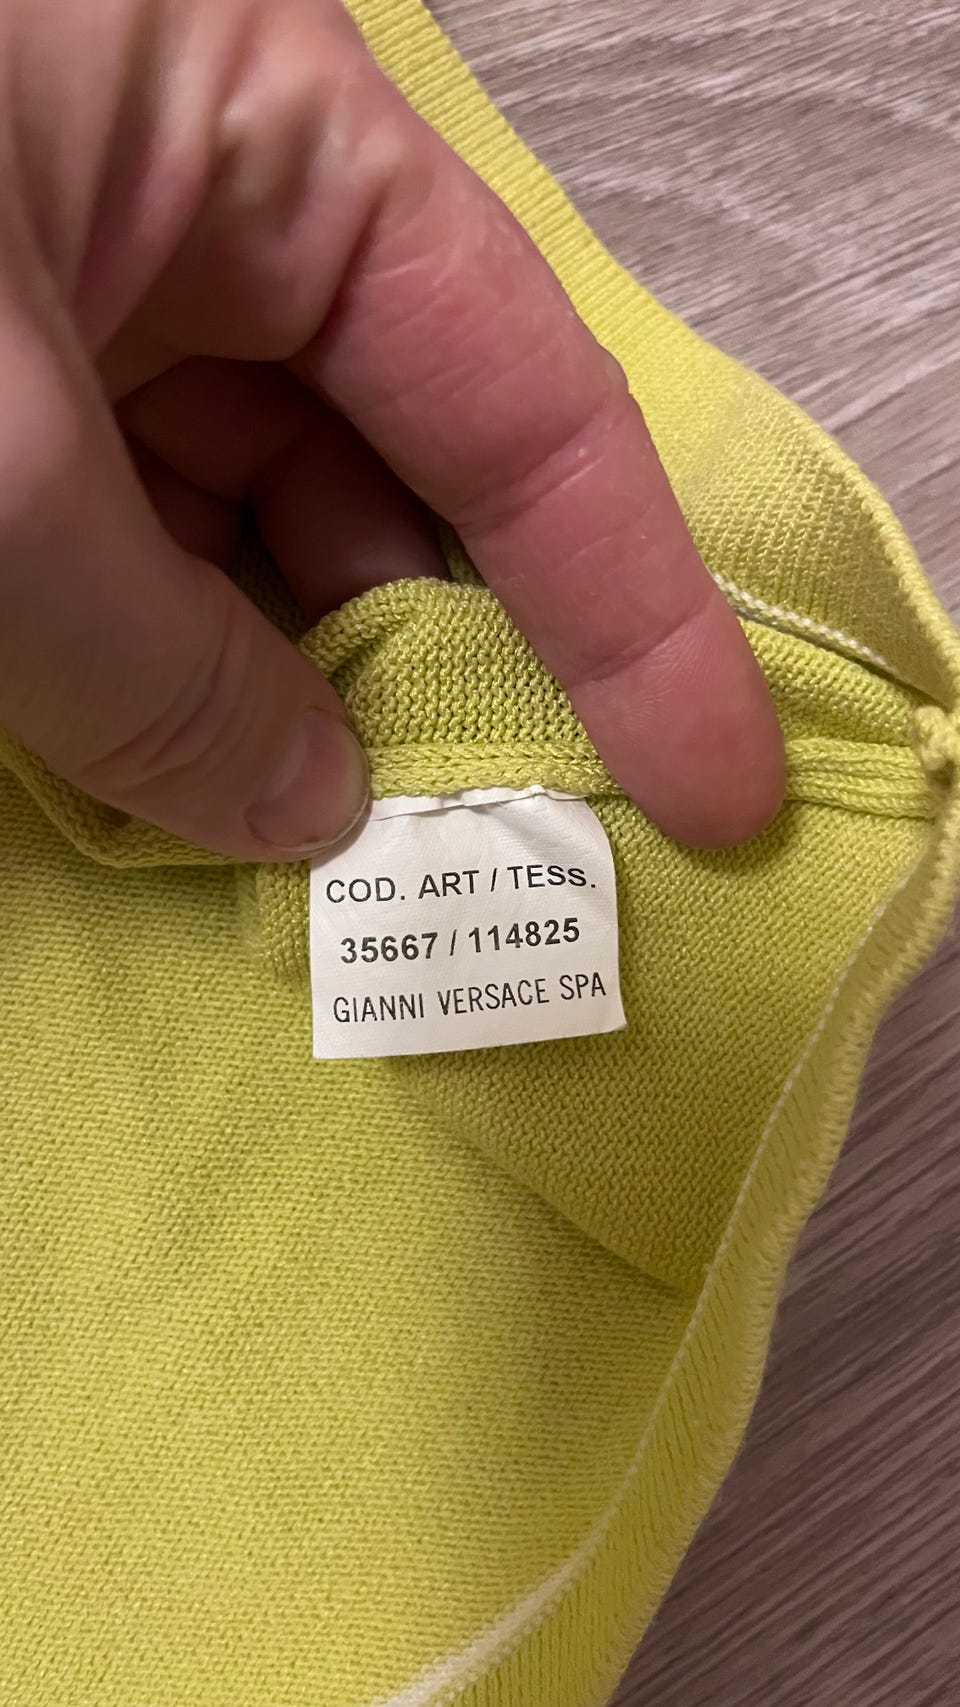 COD. ART / TESS.
35667 / 114825
GIANNI VERSACE SPA